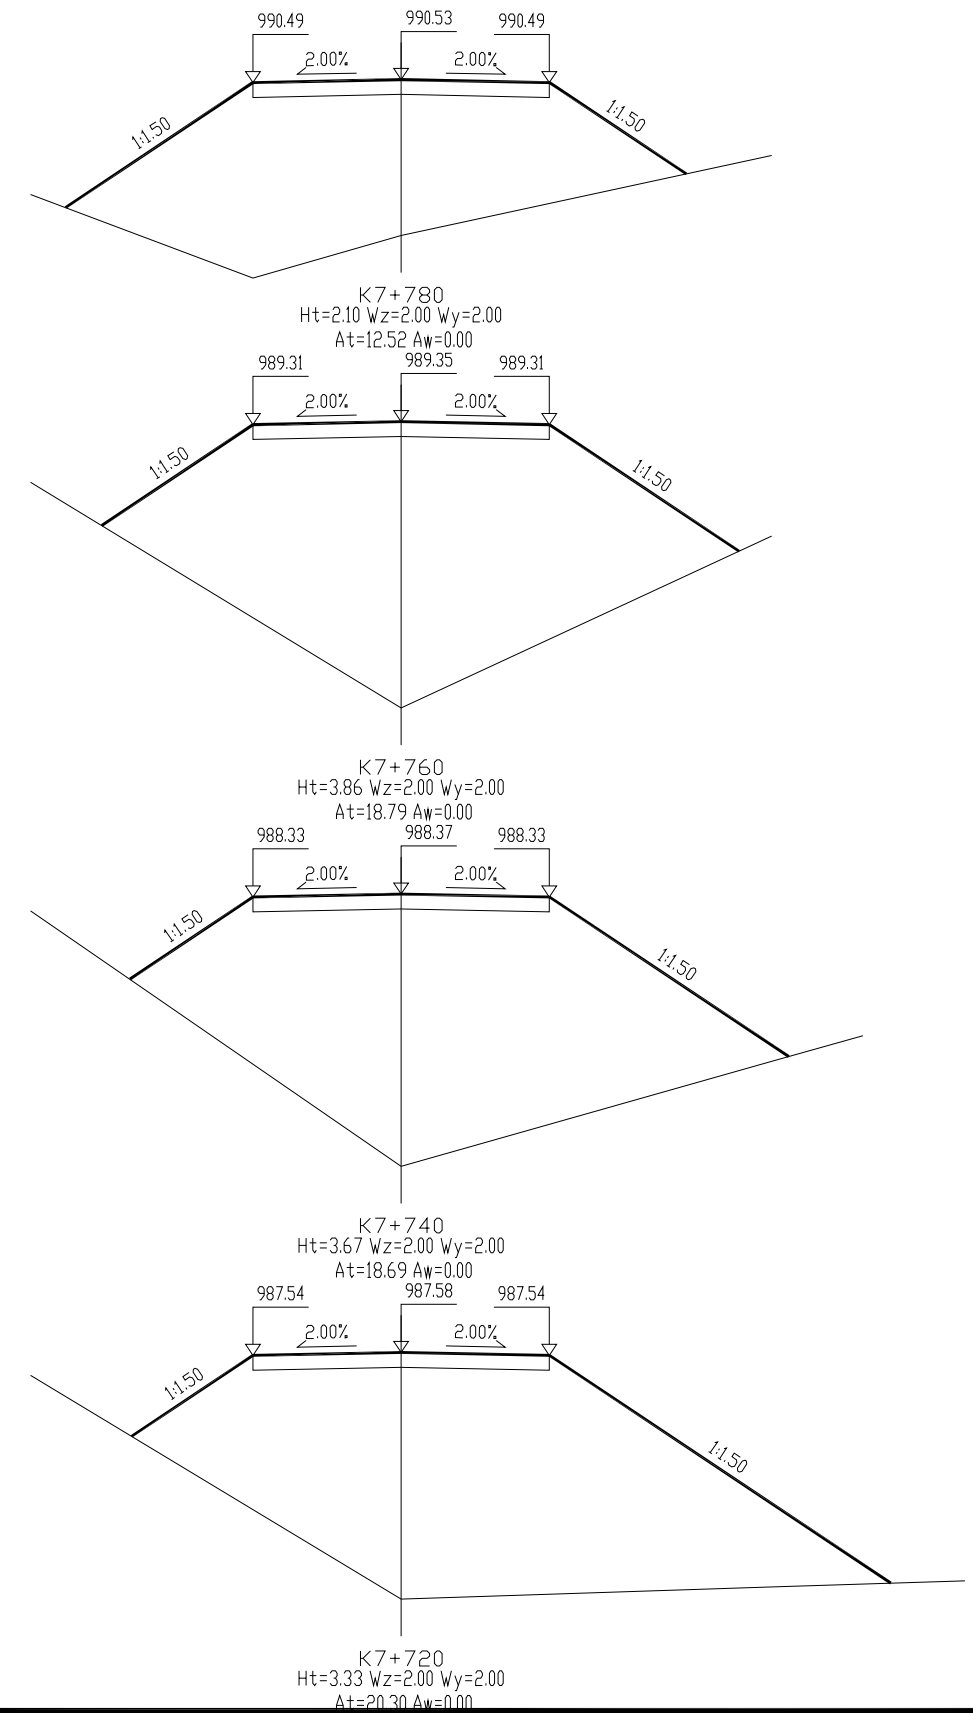 990.49 990.53 990.49
2.00% 2.00%
1:1.50 1:1.50
K7+780
Ht=2.10 Wz=2.00 Wy=2.00
At=12.52 Aw=0.00
989.31 989.35 989.31
2.00% 2.00%
1:1.50 1:1.50
K7+760
Ht=3.86 Wz=2.00 Wy=2.00
At=18.79 Aw=0.00
988.33 988.37 988.33
2.00% 2.00%
1:1.50 1:1.50
K7+740
Ht=3.67 Wz=2.00 Wy=2.00
At=18.69 Aw=0.00
987.54 987.58 987.54
2.00% 2.00%
1:1.50 1:1.50
K7+720
Ht=3.33 Wz=2.00 Wy=2.00
At=20.30 Aw=0.00